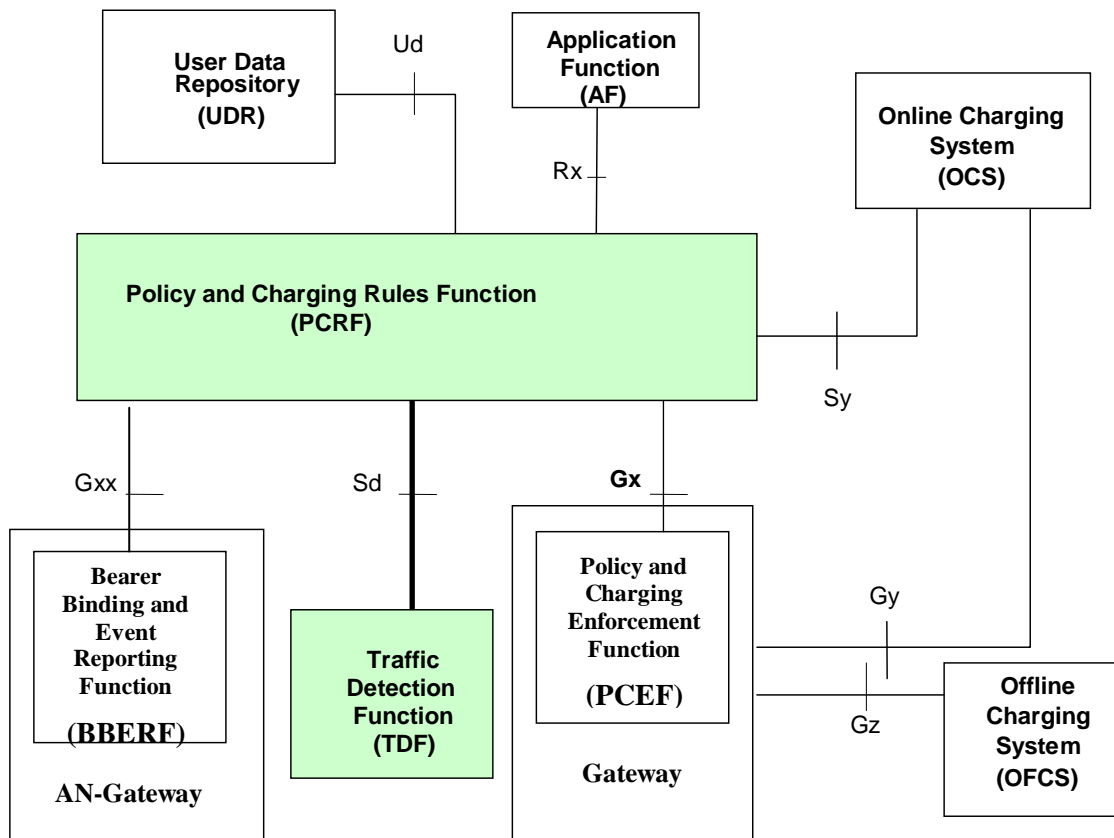 User Data
Repository
(UDR)
Ud
Application
Function
(AF)
Rx
Online Charging
System
(OCS)
Policy and Charging Rules Function
(PCRF)
Sy
Gxx
Sd
Gx
Bearer
Binding and
Event
Reporting
Function
(BBERF)
AN-Gateway
Traffic
Detection
Function
(TDF)
Policy and
Charging
Enforcement
Function
(PCEF)
Gateway
Gy
Gz
Offline
Charging
System
(OFCS)